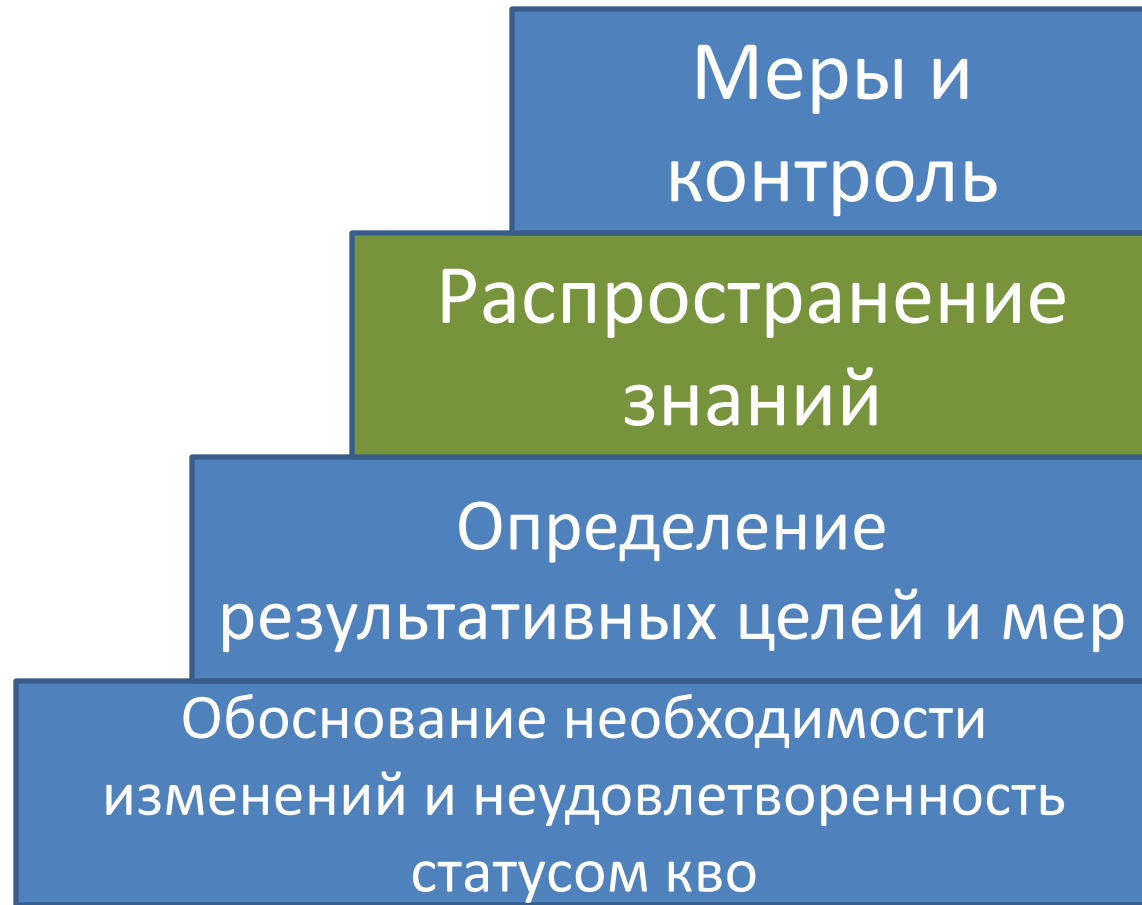 Меры и
контроль
Распространение
знаний
Определение
результативных целей и мер
Обоснование необходимости
изменений и неудовлетворенность
статусом кво